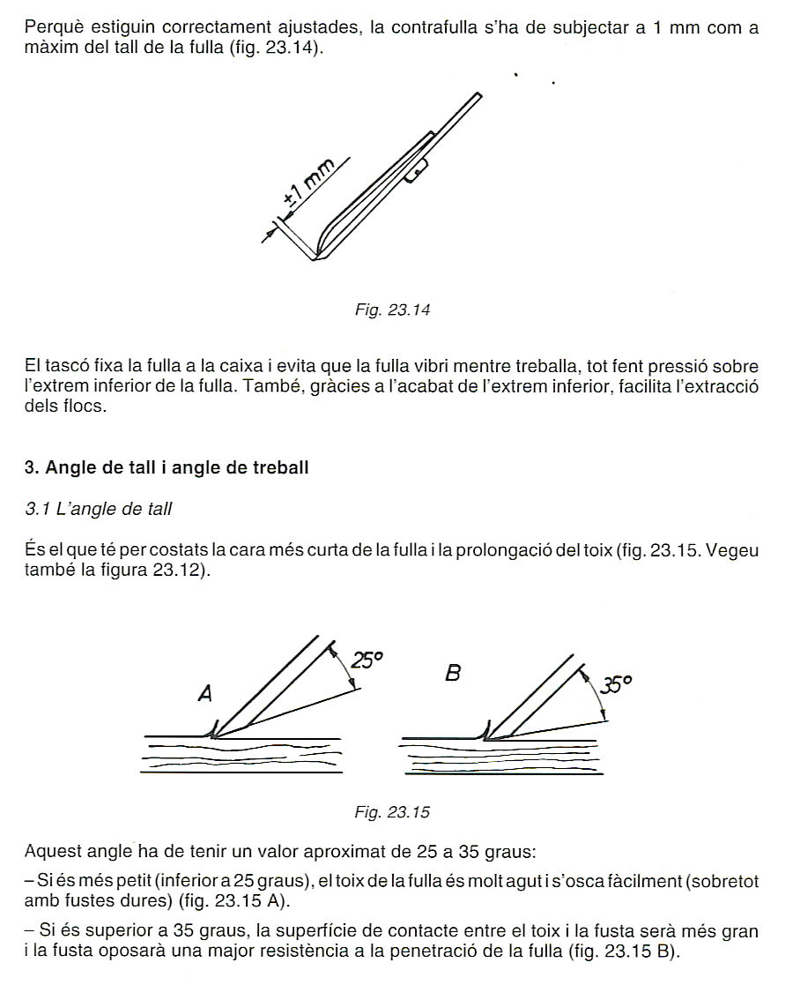 Perquè estiguin correctament ajustades, la contrafulla s'ha de subjectar a 1 mm com a
màxim del tall de la fulla (fig. 23.14).
±1 mm
Fig. 23.14
El tascó fixa la fulla a la caixa i evita que la fulla vibri mentre treballa, tot fent pressió sobre
l'extrem inferior de la fulla. També, gràcies a l'acabat de l'extrem inferior, facilita l'extracció
dels flocs.
3. Angle de tall i angle de treball
3.1 L'angle de tall
És el que té per costats la cara més curta de la fulla i la prolongació del toix (fig. 23.15. Vegeu
també la figura 23.12).
A
25º
B
35º
Fig. 23.15
Aquest angle ha de tenir un valor aproximat de 25 a 35 graus:
– Si és més petit (inferior a 25 graus), el toix de la fulla és molt agut i s'osca fàcilment (sobretot
amb fustes dures) (fig. 23.15 A).
– Si és superior a 35 graus, la superfície de contacte entre el toix i la fusta serà més gran
i la fusta oposarà una major resistència a la penetració de la fulla (fig. 23.15 B).